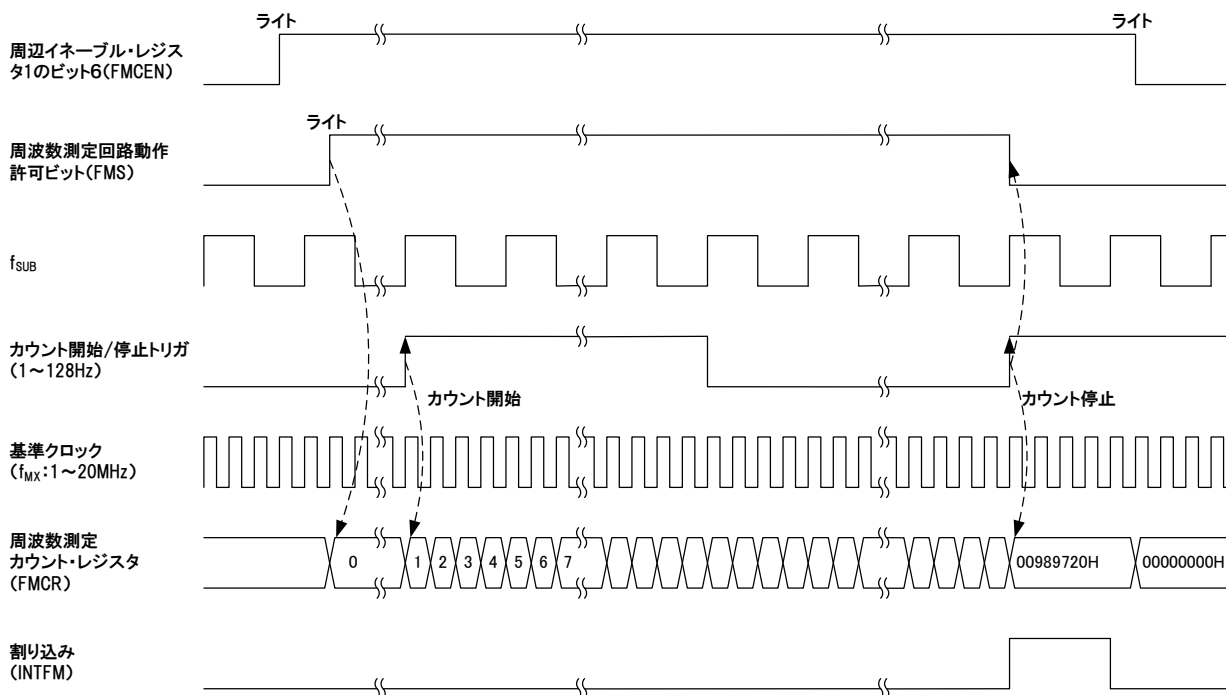 ライト
ライト
周辺イネーブル・レジス
タ1のビット6(FMCEN)
ライト
周波数測定回路動作
許可ビット(FMS)
fSUB
カウント開始/停止トリガ
(1～128Hz)
カウント開始
カウント停止
基準クロック
(fMX:1～20MHz)
周波数測定
カウント・レジスタ
(FMCR)
0
1
2
3
4
5
6
7
00989720H
00000000H
割り込み
(INTFM)